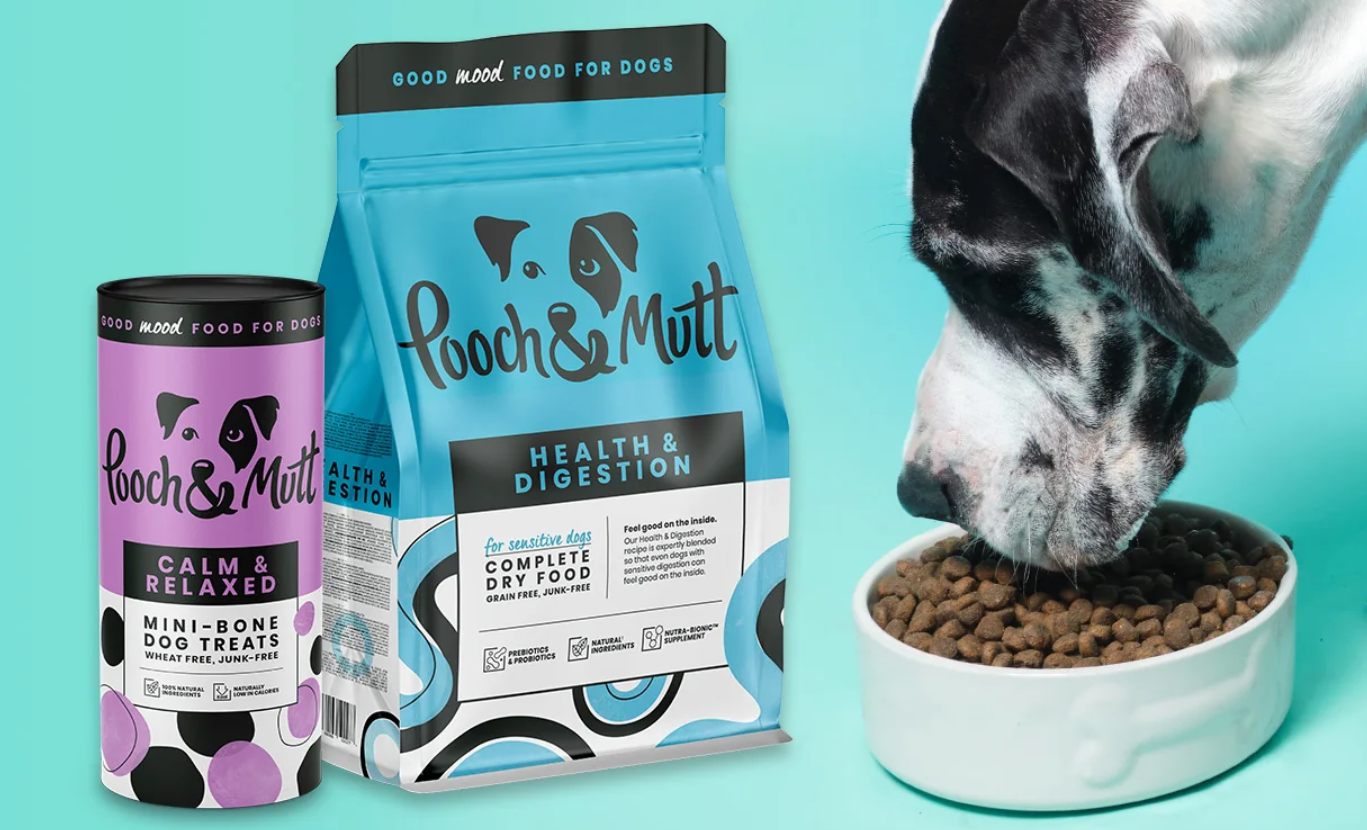 GOOD mood FOOD FOR DOGS
Pooch & Mutt
CALM &
RELAXED
MINI-BONE
DOG TREATS
WHEAT FREE, JUNK-FREE
100% NATURAL
INGREDIENTS
NATURALLY
LOW IN CALORIES
GOOD mood FOOD FOR DOGS
Pooch & Mutt
HEALTH &
DIGESTION
for sensitive dogs
COMPLETE
DRY FOOD
GRAIN FREE, JUNK-FREE
Feel good on the inside.
Our Health & Digestion
recipe is expertly blended
so that even dogs with
sensitive digestion can
feel good on the inside.
PREBIOTICS
& PROBIOTICS
NATURAL†
INGREDIENTS
NUTRA-BIONIC™
SUPPLEMENT
ALTH &
ESTION